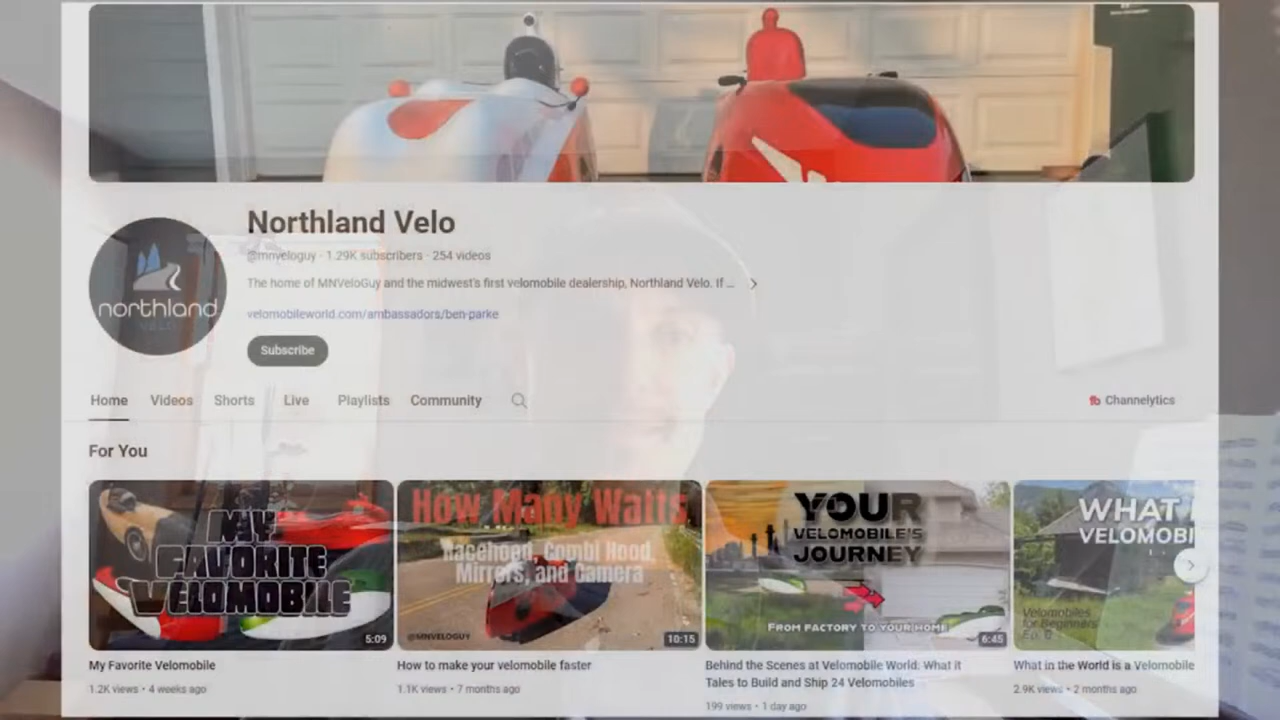 Northland Velo
@mnveloguy · 1.29K subscribers · 254 videos
The home of MNVeloGuy and the midwest's first velomobile dealership, Northland Velo. If ...
velomobileworld.com/ambassadors/ben-parke
northland
VELO
Subscribe
Home Videos Shorts Live Playlists Community
Channelytics
For You
MY
FAVORITE
VELOMOBILE
5:09
How Many Watts
Racehood, Combi Hood,
Mirrors, and Camera
@MNVELOGUY
10:15
YOUR
VELOMOBILE'S
JOURNEY
FROM FACTORY TO YOUR HOME
6:45
WHAT
VELOMOBI
Velomobiles
for Beginners
Ep. 0
My Favorite Velomobile
1.2K views • 4 weeks ago
How to make your velomobile faster
1.1K views • 7 months ago
Behind the Scenes at Velomobile World: What it
Tales to Build and Ship 24 Velomobiles
199 views • 1 day ago
What in the World is a Velomobile
2.9K views • 2 months ago